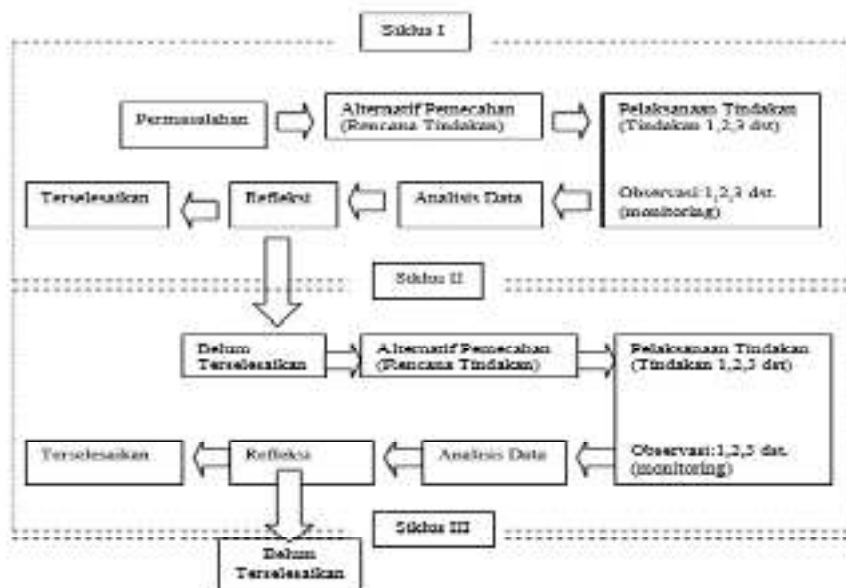 Siklus I
Permasalahan
Alternatif Pemecahan
(Rencana Tindakan)
Pelaksanaan Tindakan
(Tindakan 1,2,3 dst)
Terselesaikan
Refleksi
Analisis Data
Observasi:1,2,3 dst.
(monitoring)
Siklus II
Belum
Terselesaikan
Alternatif Pemecahan
(Rencana Tindakan)
Pelaksanaan Tindakan
(Tindakan 1,2,3 dst)
Terselesaikan
Refleksi
Analisis Data
Observasi:1,2,3 dst.
(monitoring)
Siklus III
Belum
Terselesaikan